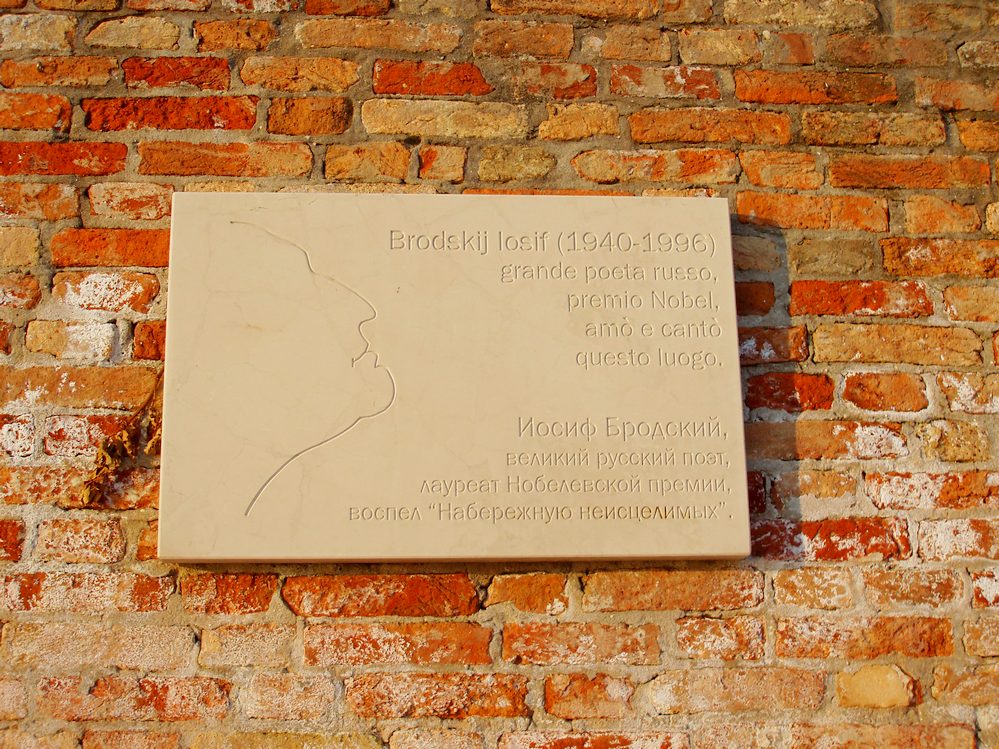 Brodskij Iosif (1940-1996)
grande poeta russo,
premio Nobel,
amò e cantò
questo luogo.
Иосиф Бродский,
великий русский поэт,
лауреат Нобелевской премии,
воспел “Набережную неисцелимых”.